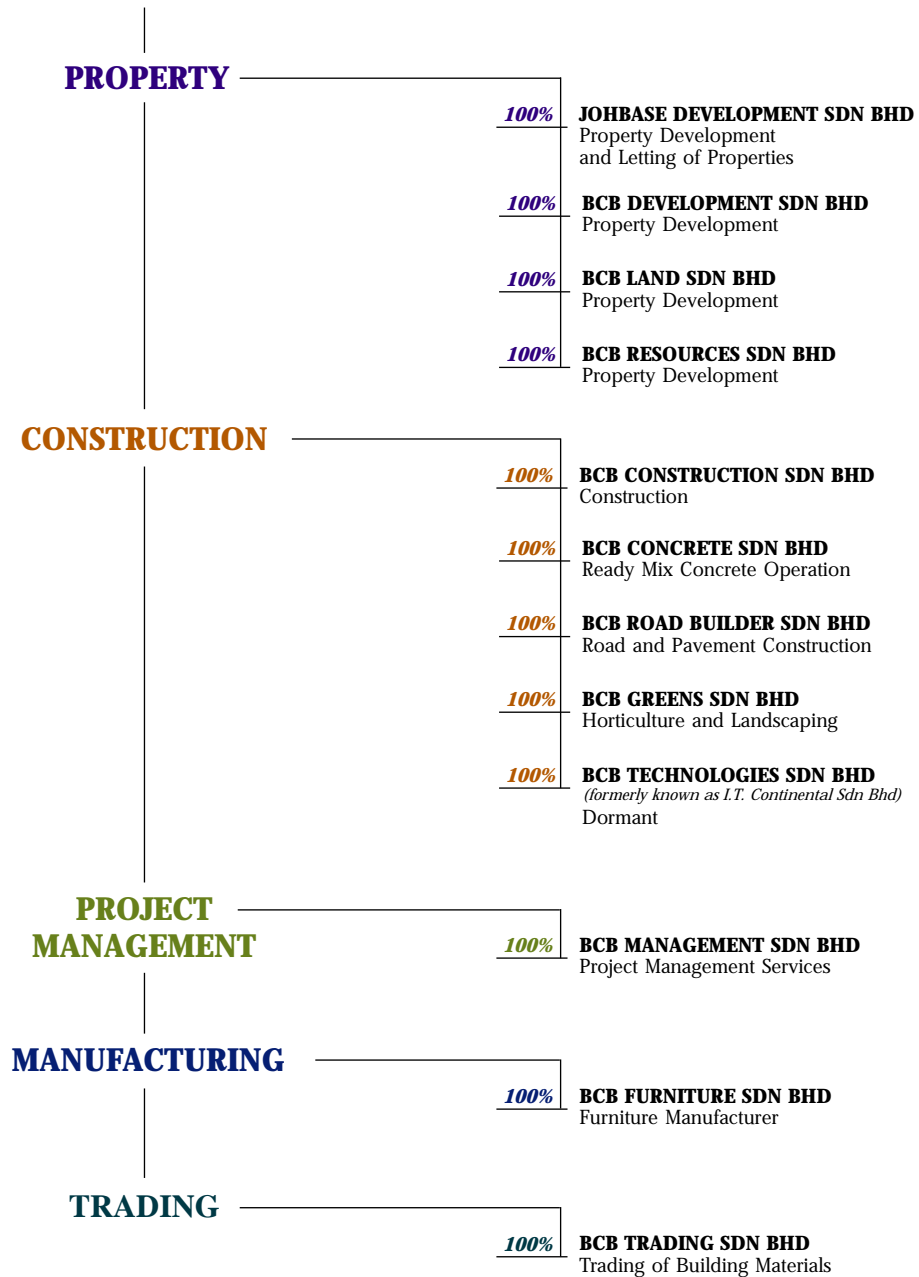 PROPERTY
100% JOHBASE DEVELOPMENT SDN BHD
Property Development
and Letting of Properties
100% BCB DEVELOPMENT SDN BHD
Property Development
100% BCB LAND SDN BHD
Property Development
100% BCB RESOURCES SDN BHD
Property Development
CONSTRUCTION
100% BCB CONSTRUCTION SDN BHD
Construction
100% BCB CONCRETE SDN BHD
Ready Mix Concrete Operation
100% BCB ROAD BUILDER SDN BHD
Road and Pavement Construction
100% BCB GREENS SDN BHD
Horticulture and Landscaping
100% BCB TECHNOLOGIES SDN BHD
(formerly known as I.T. Continental Sdn Bhd)
Dormant
PROJECT
MANAGEMENT
100% BCB MANAGEMENT SDN BHD
Project Management Services
MANUFACTURING
100% BCB FURNITURE SDN BHD
Furniture Manufacturer
TRADING
100% BCB TRADING SDN BHD
Trading of Building Materials